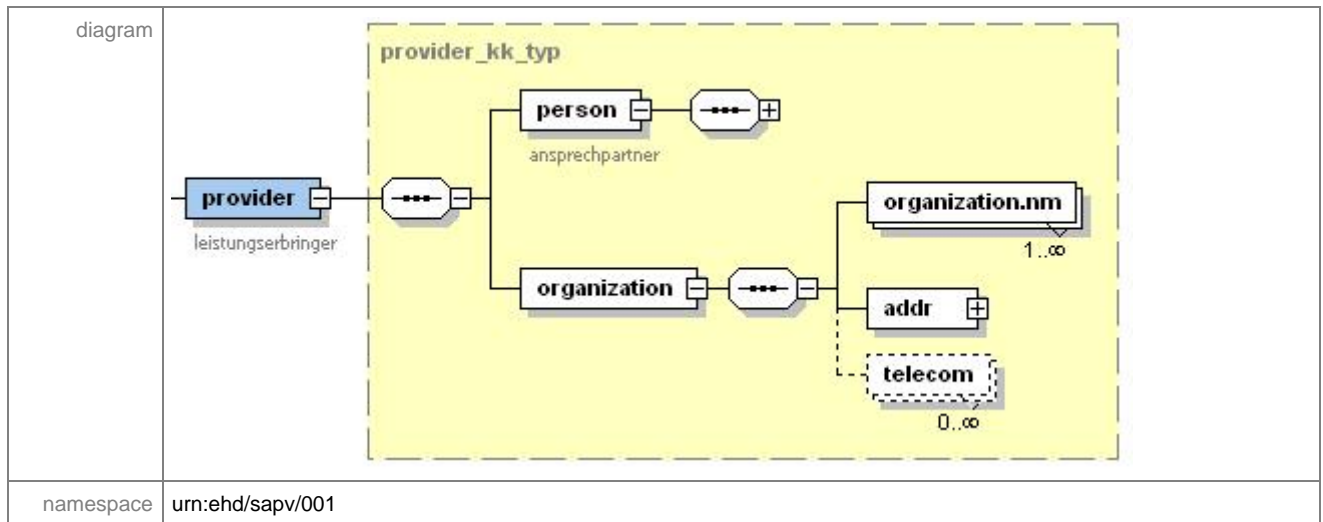 diagram
provider_kk_typ
person
ansprechpartner
provider
leistungserbringer
organization.nm
1..∞
organization
addr
telecom
0..∞
namespace urn:ehd/sapv/001